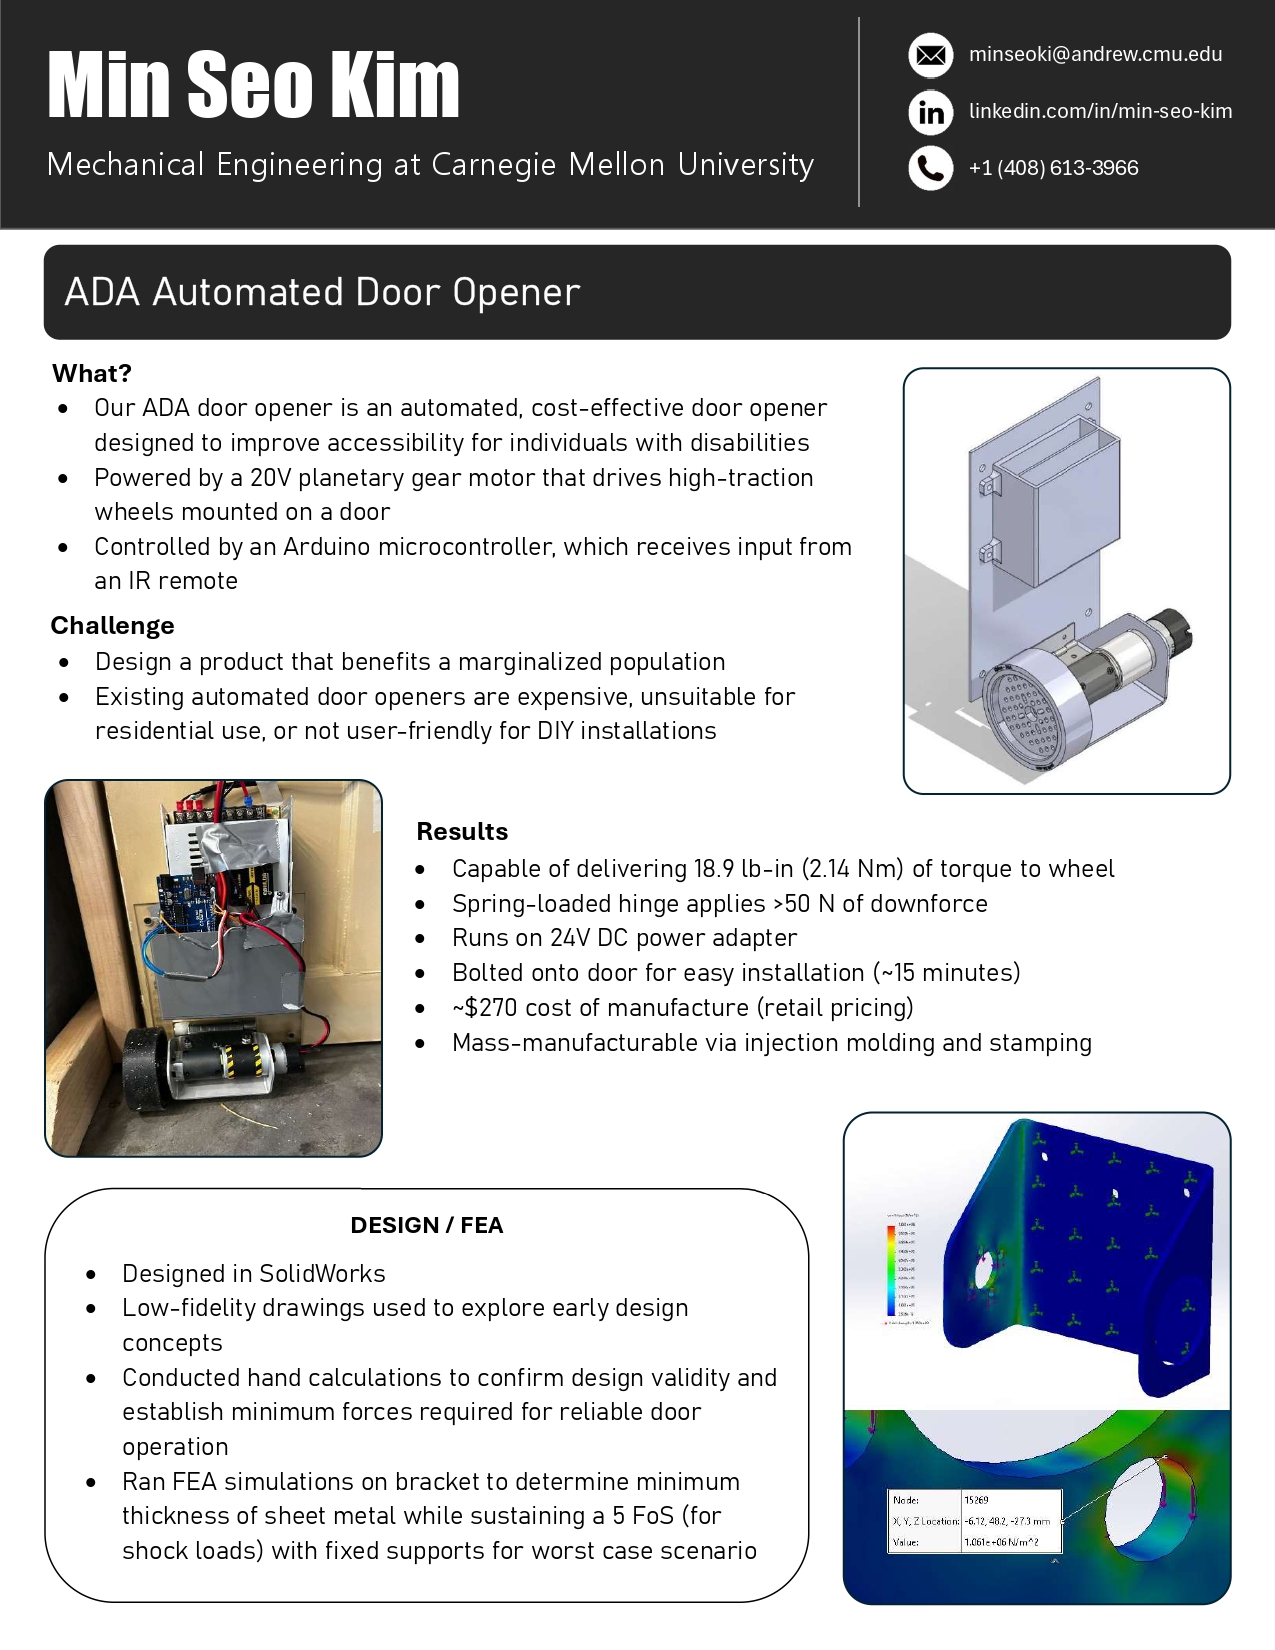 Min Seo Kim
Mechanical Engineering at Carnegie Mellon University
minseoki@andrew.cmu.edu
in
linkedin.com/in/min-seo-kim
+1 (408) 613-3966
ADA Automated Door Opener
What?
• Our ADA door opener is an automated, cost-effective door opener
designed to improve accessibility for individuals with disabilities
• Powered by a 20V planetary gear motor that drives high-traction
wheels mounted on a door
• Controlled by an Arduino microcontroller, which receives input from
an IR remote
Challenge
• Design a product that benefits a marginalized population
• Existing automated door openers are expensive, unsuitable for
residential use, or not user-friendly for DIY installations
Results
• Capable of delivering 18.9 lb-in (2.14 Nm) of torque to wheel
• Spring-loaded hinge applies >50 N of downforce
• Runs on 24V DC power adapter
• Bolted onto door for easy installation (~15 minutes)
• ~$270 cost of manufacture (retail pricing)
• Mass-manufacturable via injection molding and stamping
DESIGN / FEA
• Designed in SolidWorks
• Low-fidelity drawings used to explore early design
concepts
• Conducted hand calculations to confirm design validity and
establish minimum forces required for reliable door
operation
• Ran FEA simulations on bracket to determine minimum
thickness of sheet metal while sustaining a 5 FoS (for
shock loads) with fixed supports for worst case scenario
Node: 15269
X, Y, Z Location: -6.12, 48.2, -27.3 mm
Value: 1.061e+06 N/m^2